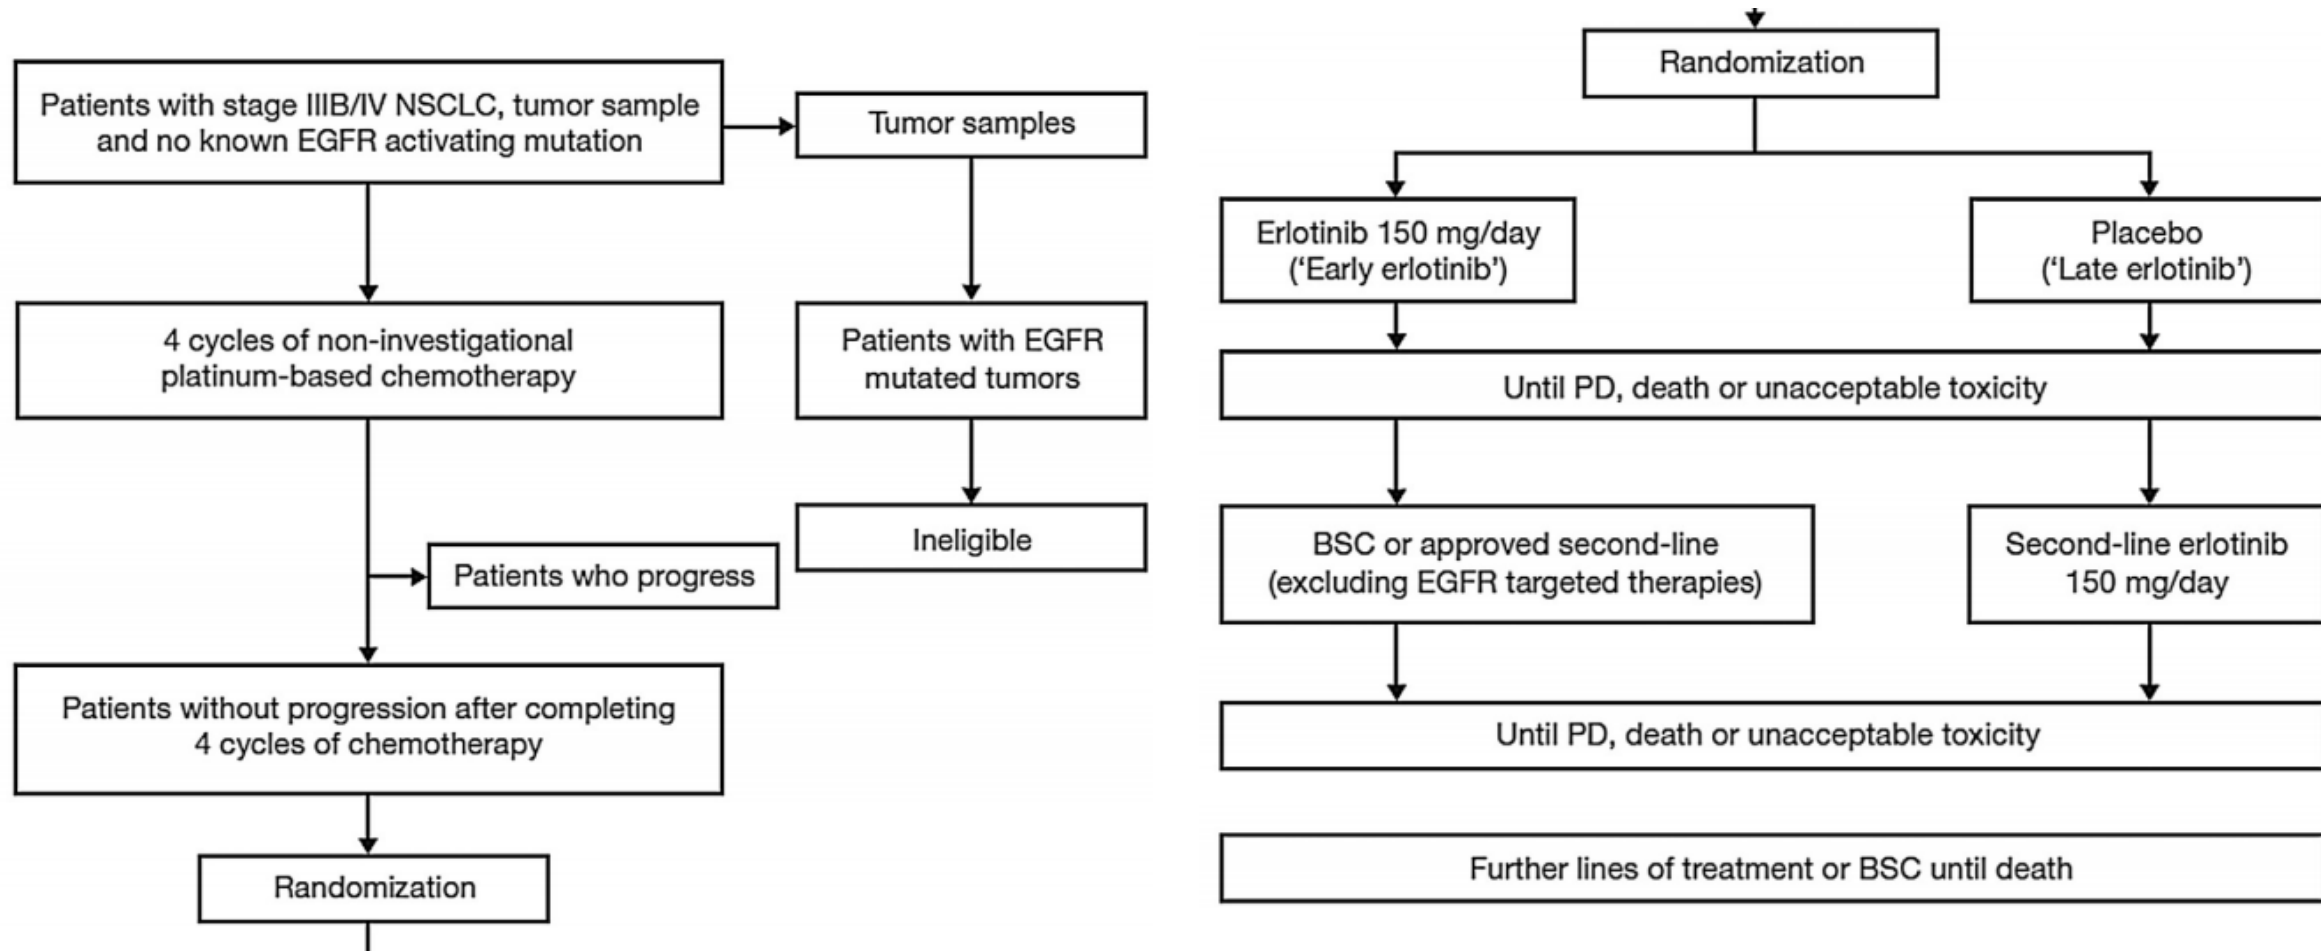 Patients with stage IIIB/IV NSCLC, tumor sample
and no known EGFR activating mutation
Tumor samples
4 cycles of non-investigational
platinum-based chemotherapy
Patients with EGFR
mutated tumors
Ineligible
Patients who progress
Patients without progression after completing
4 cycles of chemotherapy
Randomization
Randomization
Erlotinib 150 mg/day
(‘Early erlotinib’)
Placebo
(‘Late erlotinib’)
Until PD, death or unacceptable toxicity
BSC or approved second-line
(excluding EGFR targeted therapies)
Second-line erlotinib
150 mg/day
Until PD, death or unacceptable toxicity
Further lines of treatment or BSC until death